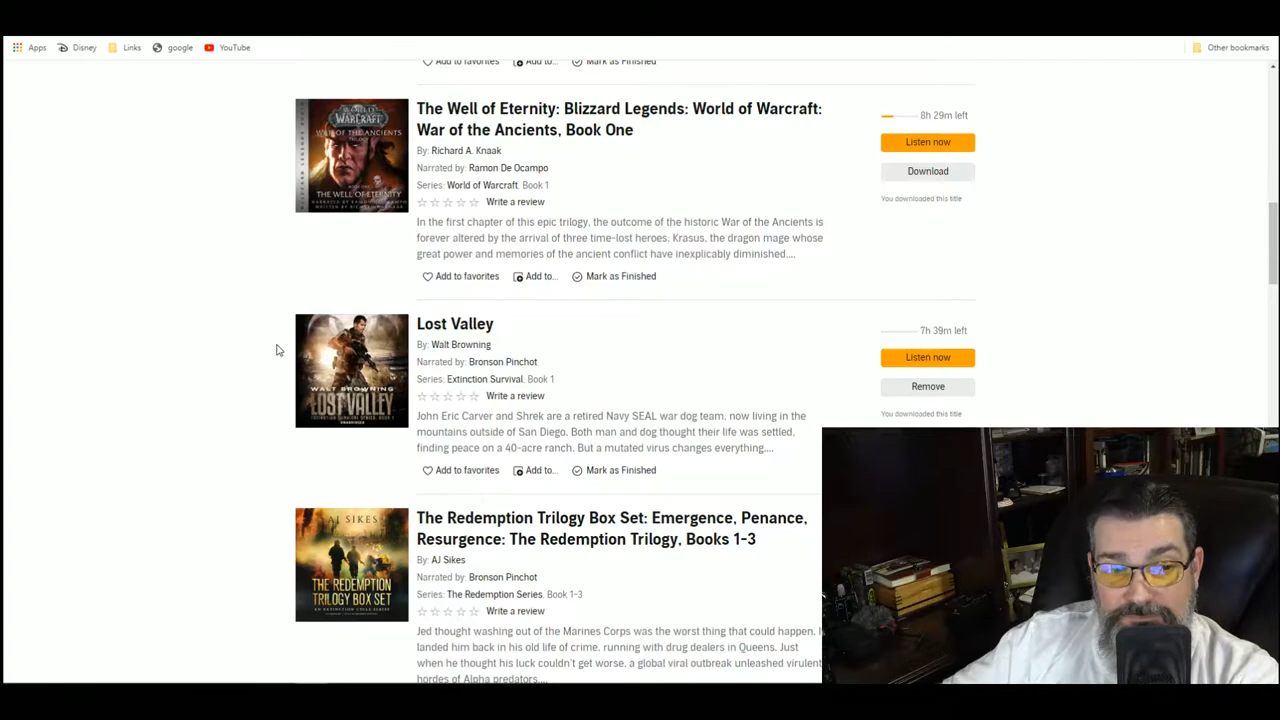 Apps Disney Links google YouTube Other bookmarks
Add to favorites Add to... Mark as Finished
WORLD OF WARCRAFT
WAR OF THE ANCIENTS
THE WELL OF ETERNITY
The Well of Eternity: Blizzard Legends: World of Warcraft:
War of the Ancients, Book One
By: Richard A. Knaak
Narrated by: Ramon De Ocampo
Series: World of Warcraft, Book 1
Write a review
In the first chapter of this epic trilogy, the outcome of the historic War of the Ancients is
forever altered by the arrival of three time-lost heroes: Krasus, the dragon mage whose
great power and memories of the ancient conflict have inexplicably diminished....
Add to favorites Add to... Mark as Finished
8h 29m left
Listen now
Download
You downloaded this title
WALT BROWNING
LOST VALLEY
Lost Valley
By: Walt Browning
Narrated by: Bronson Pinchot
Series: Extinction Survival, Book 1
Write a review
John Eric Carver and Shrek are a retired Navy SEAL war dog team, now living in the
mountains outside of San Diego. Both man and dog thought their life was settled,
finding peace on a 40-acre ranch. But a mutated virus changes everything....
Add to favorites Add to... Mark as Finished
7h 39m left
Listen now
Remove
You downloaded this title
AJ SIKES
THE REDEMPTION
TRILOGY BOX SET
The Redemption Trilogy Box Set: Emergence, Penance,
Resurgence: The Redemption Trilogy, Books 1-3
By: AJ Sikes
Narrated by: Bronson Pinchot
Series: The Redemption Series, Book 1-3
Write a review
Jed thought washing out of the Marines Corps was the worst thing that could happen. I
landed him back in his old life of crime, running with drug dealers in Queens. Just
when he thought his luck couldn't get worse, a global viral outbreak unleashed virulent
hordes of Alpha predators....